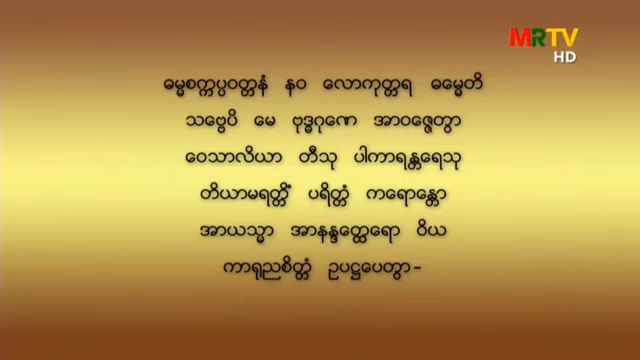 MRTV
HD
ဓမ္မစက္ကပ္ပဝတ္တနံ နဝ လောကုတ္တရ ဓမ္မေတိ
သဗ္ဗေပိ မေ ဗုဒ္ဓဂုဏေ အာဝဇ္ဇေတွာ
ဝေသာလိယာ တီသု ပါကာရန္တရေသု
တိယာမရတ္တိံ ပရိတ္တံ ကရောန္တော
အာယသ္မာ အာနန္ဒတ္ထေရော ဝိယ
ကာရုညစိတ္တံ ဥပဋ္ဌပေတွာ-